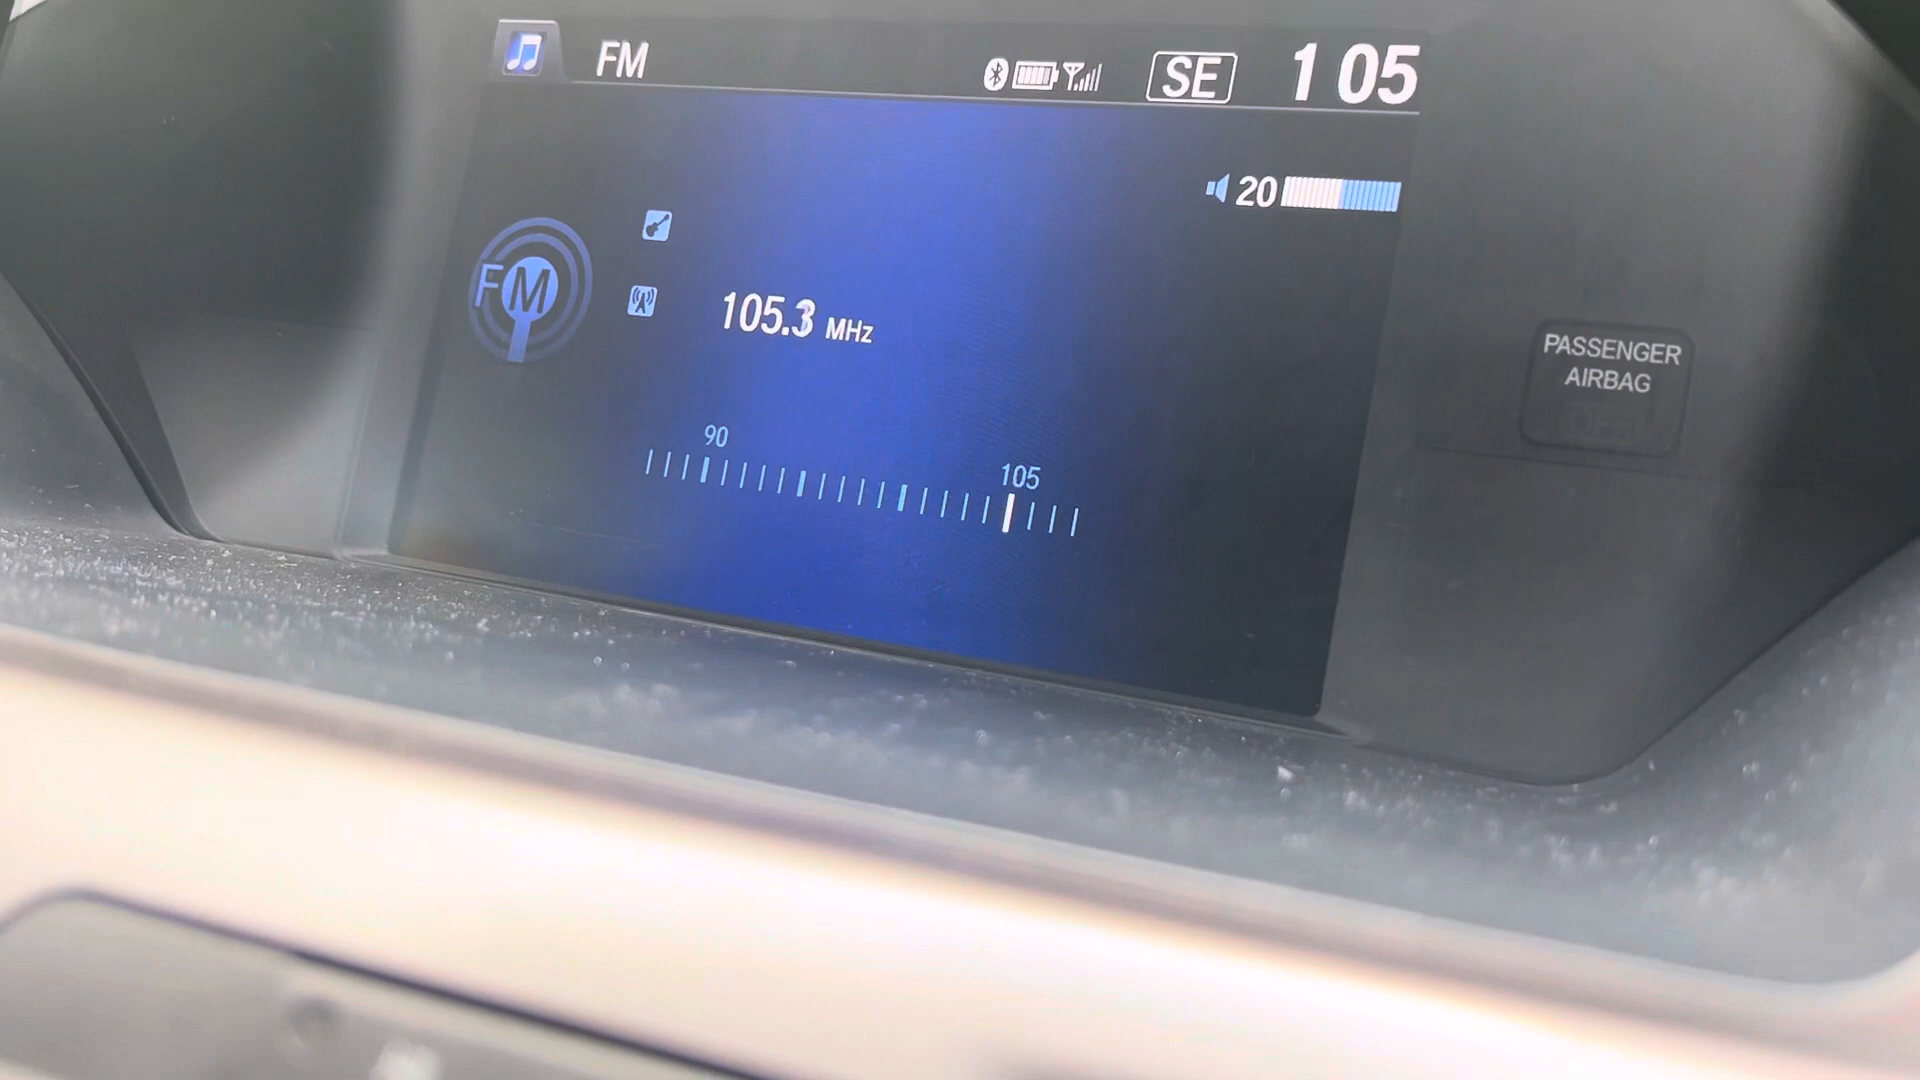 FM SE 1 05
20
FM
105.3 MHz
90
105
PASSENGER
AIRBAG